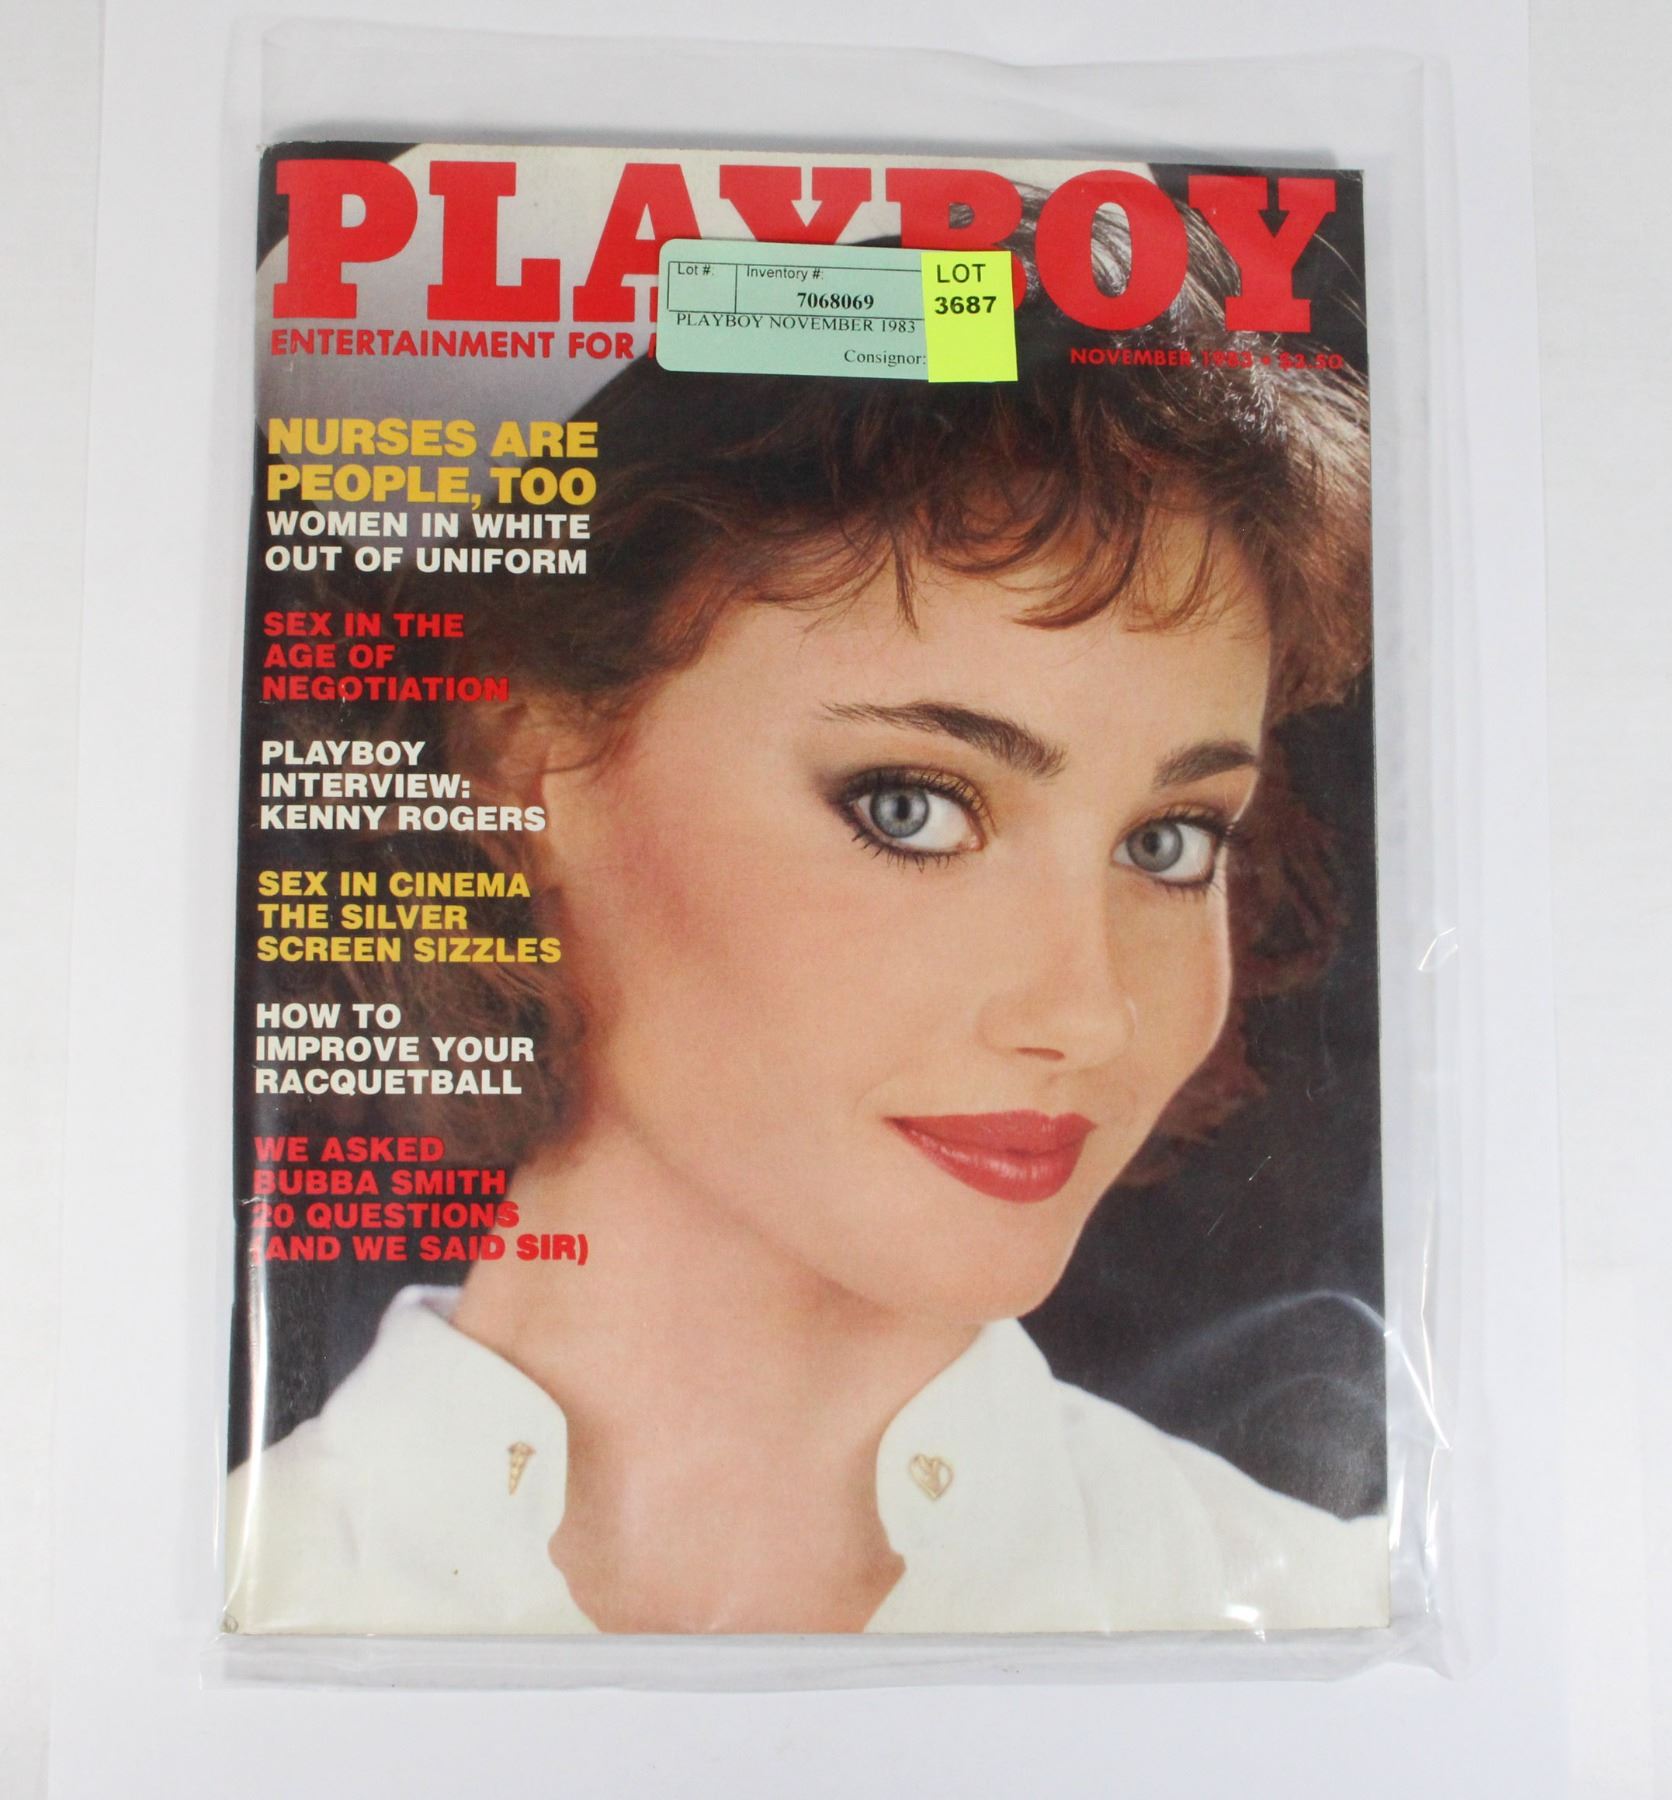 PLAYBOY
Lot #: Inventory #: LOT
7068069 3687
PLAYBOY NOVEMBER 1983
Consignor:
ENTERTAINMENT FOR
NOVEMBER 1983 • $3.50
NURSES ARE
PEOPLE, TOO
WOMEN IN WHITE
OUT OF UNIFORM
SEX IN THE
AGE OF
NEGOTIATION
PLAYBOY
INTERVIEW:
KENNY ROGERS
SEX IN CINEMA
THE SILVER
SCREEN SIZZLES
HOW TO
IMPROVE YOUR
RACQUETBALL
WE ASKED
BUBBA SMITH
20 QUESTIONS
(AND WE SAID SIR)